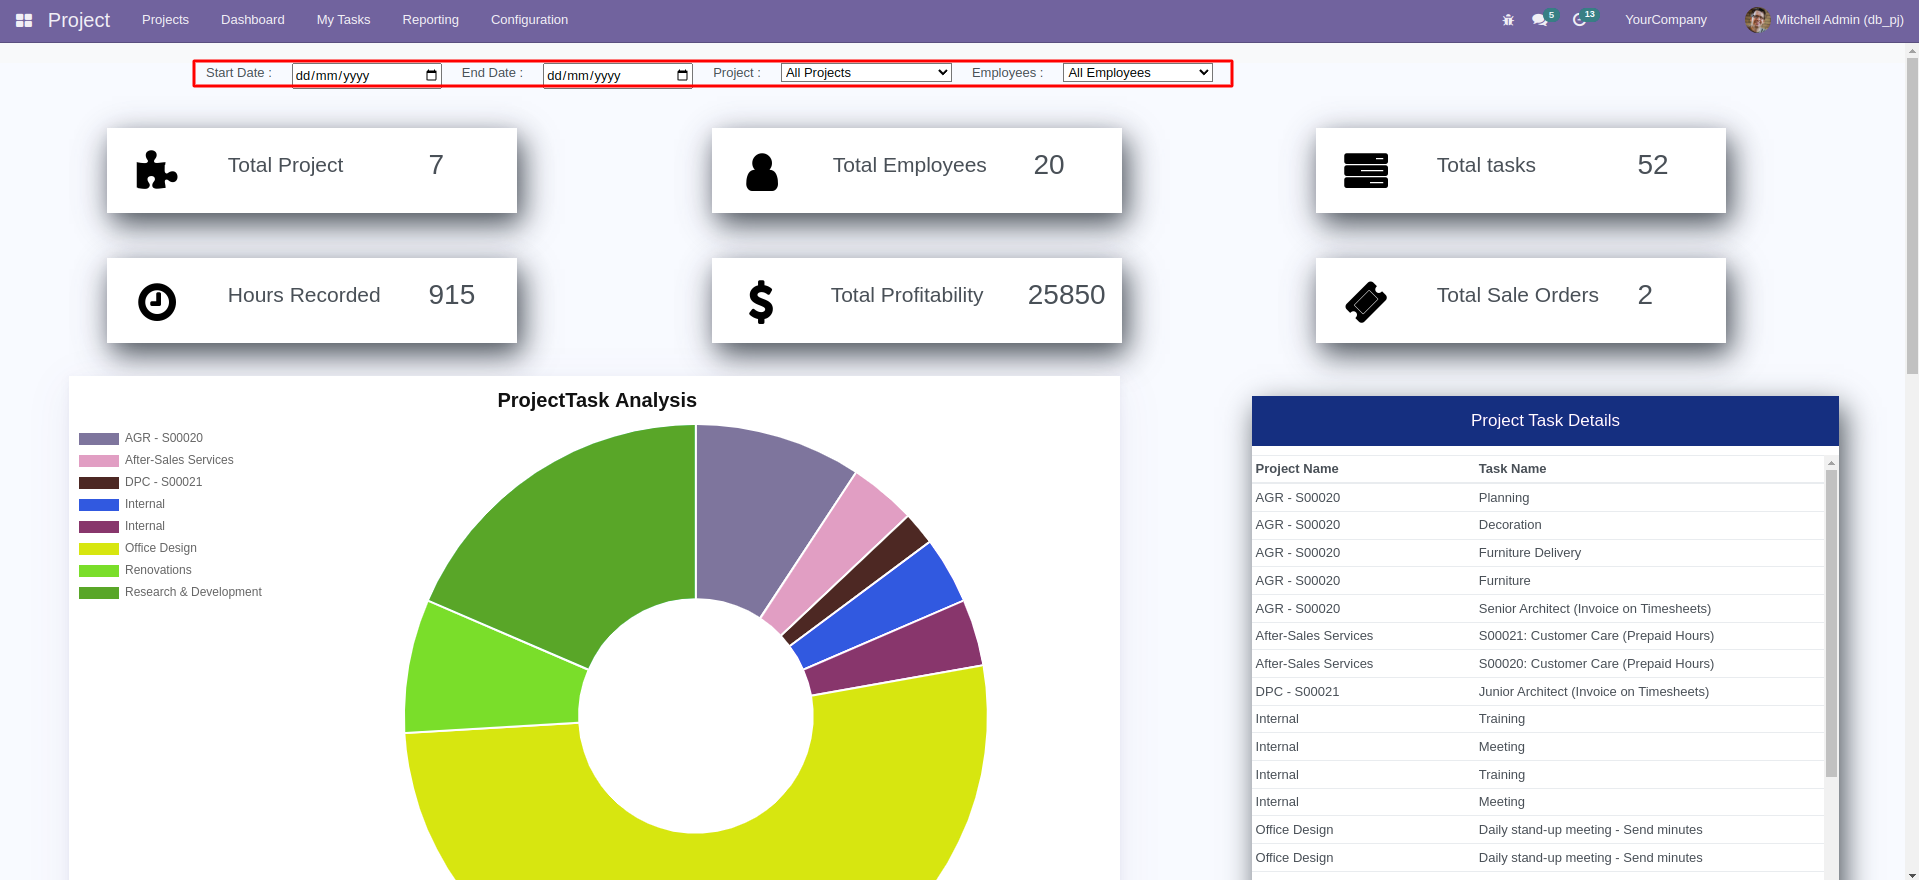 Project Projects Dashboard My Tasks Reporting Configuration 5 13 YourCompany Mitchell Admin (db_pj)
Start Date : dd/mm/yyyy End Date : dd/mm/yyyy Project : All Projects Employees : All Employees
Total Project 7
Total Employees 20
Total tasks 52
Hours Recorded 915
Total Profitability 25850
Total Sale Orders 2
ProjectTask Analysis
AGR - S00020
After-Sales Services
DPC - S00021
Internal
Internal
Office Design
Renovations
Research & Development
Project Task Details
Project Name Task Name
AGR - S00020 Planning
AGR - S00020 Decoration
AGR - S00020 Furniture Delivery
AGR - S00020 Furniture
AGR - S00020 Senior Architect (Invoice on Timesheets)
After-Sales Services S00021: Customer Care (Prepaid Hours)
After-Sales Services S00020: Customer Care (Prepaid Hours)
DPC - S00021 Junior Architect (Invoice on Timesheets)
Internal Training
Internal Meeting
Internal Training
Internal Meeting
Office Design Daily stand-up meeting - Send minutes
Office Design Daily stand-up meeting - Send minutes